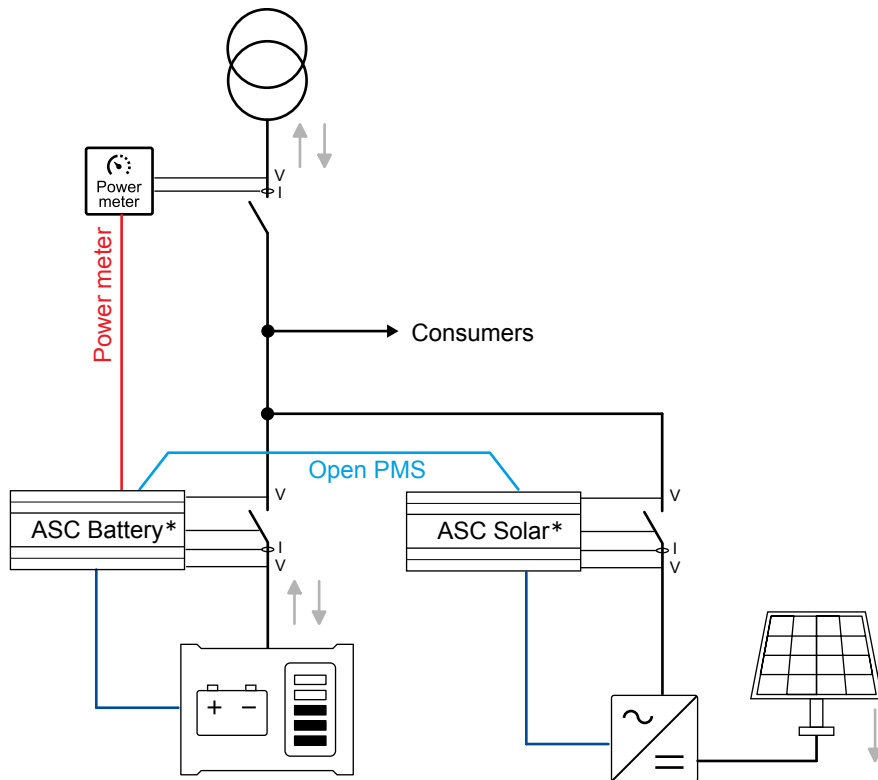 V
I
Power
meter
Power meter
Consumers
Open PMS
V
ASC Battery*
I
V
V
ASC Solar*
I
V
+ −